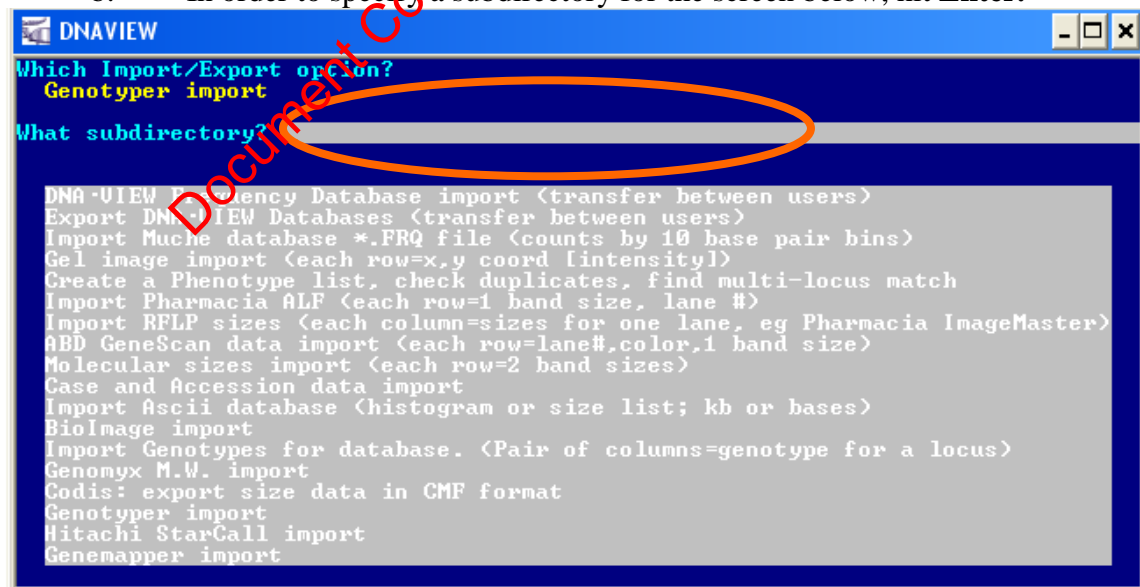 In order to specify a subdirectory for the screen below, hit Enter.
DNAVIEW
Which Import/Export option?
Genotyper import
What subdirectory?
DNA·VIEW Frequency Database import (transfer between users)
Export DNA·VIEW Databases (transfer between users)
Import Muche database *.FRQ file (counts by 10 base pair bins)
Gel image import (each row=x,y coord [intensity])
Create a Phenotype list, check duplicates, find multi-locus match
Import Pharmacia ALF (each row=1 band size, lane #)
Import RFLP sizes (each column=sizes for one lane, eg Pharmacia ImageMaster)
ABD GeneScan data import (each row=lane#,color,1 band size)
Molecular sizes import (each row=2 band sizes)
Case and Accession data import
Import Ascii database (histogram or size list; kb or bases)
BioImage import
Import Genotypes for database. (Pair of columns=genotype for a locus)
Genomyx M.W. import
Codis: export size data in CMF format
Genotyper import
Hitachi StarCall import
Genemapper import
Document Co